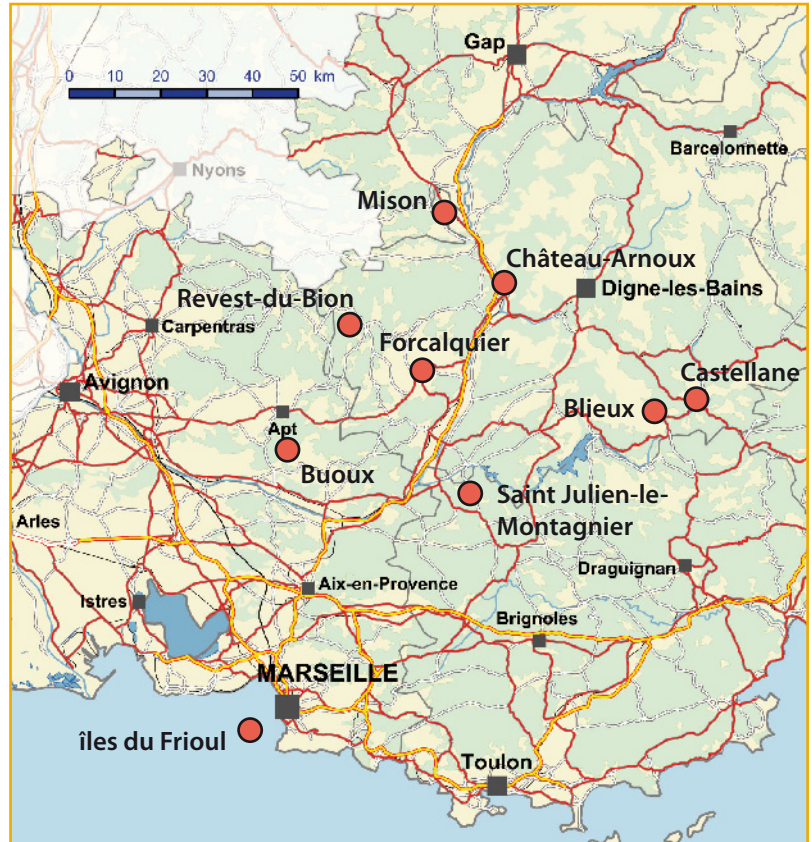 Gap
0 10 20 30 40 50 km
Barcelonnette
Nyons
Mison
Château-Arnoux
Digne-les-Bains
Revest-du-Bion
Carpentras
Forcalquier
Castellane
Avignon
Blieux
Apt
Buoux
Saint Julien-le-
Montagnier
Arles
Draguignan
Aix-en-Provence
Istres
Brignoles
MARSEILLE
îles du Frioul
Toulon